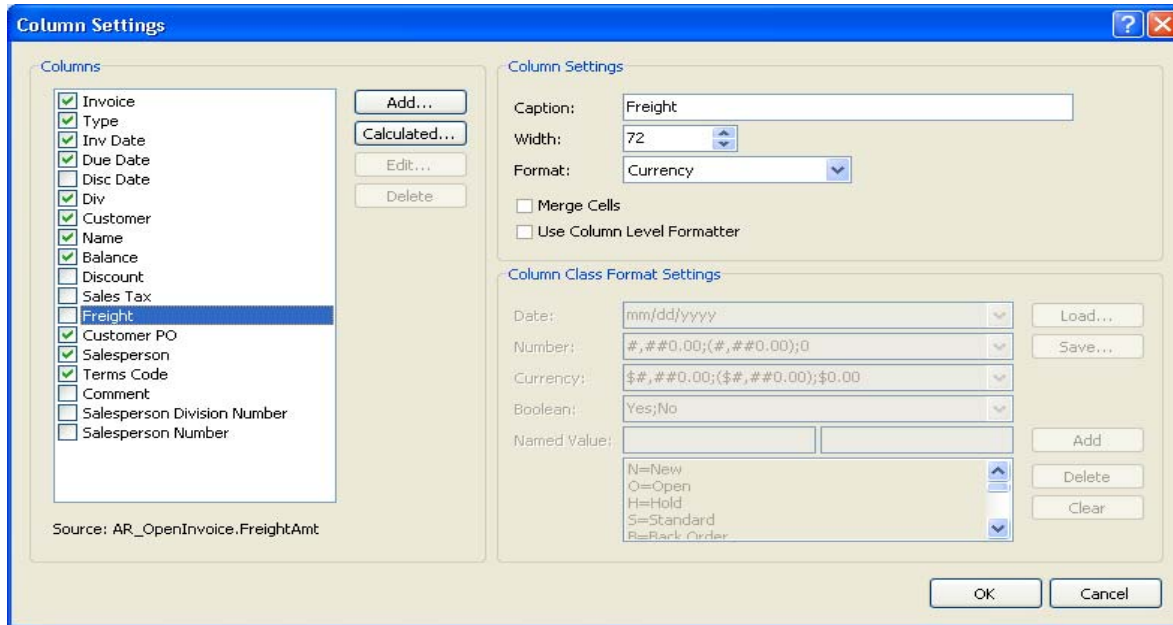 Column Settings
Columns
Invoice
Type
Inv Date
Due Date
Disc Date
Div
Customer
Name
Balance
Discount
Sales Tax
Freight
Customer PO
Salesperson
Terms Code
Comment
Salesperson Division Number
Salesperson Number
Add...
Calculated...
Edit...
Delete
Source: AR_OpenInvoice.FreightAmt
Column Settings
Caption: Freight
Width: 72
Format: Currency
Merge Cells
Use Column Level Formatter
Column Class Format Settings
Date: mm/dd/yyyy Load...
Number: #,##0.00;(#,##0.00);0 Save...
Currency: $#,##0.00;($#,##0.00);$0.00
Boolean: Yes;No
Named Value: Add
N=New
O=Open
H=Hold
S=Standard
B=Back Order
Delete
Clear
OK Cancel